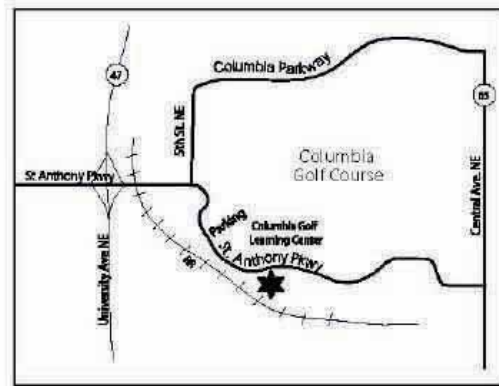 47
Columbia Parkway
65
5th St. NE
Columbia
Golf Course
Central Ave. NE
St Anthony Pkwy
Parking
Columbia Golf
Learning Center
St. Anthony Pkwy
RR
University Ave NE